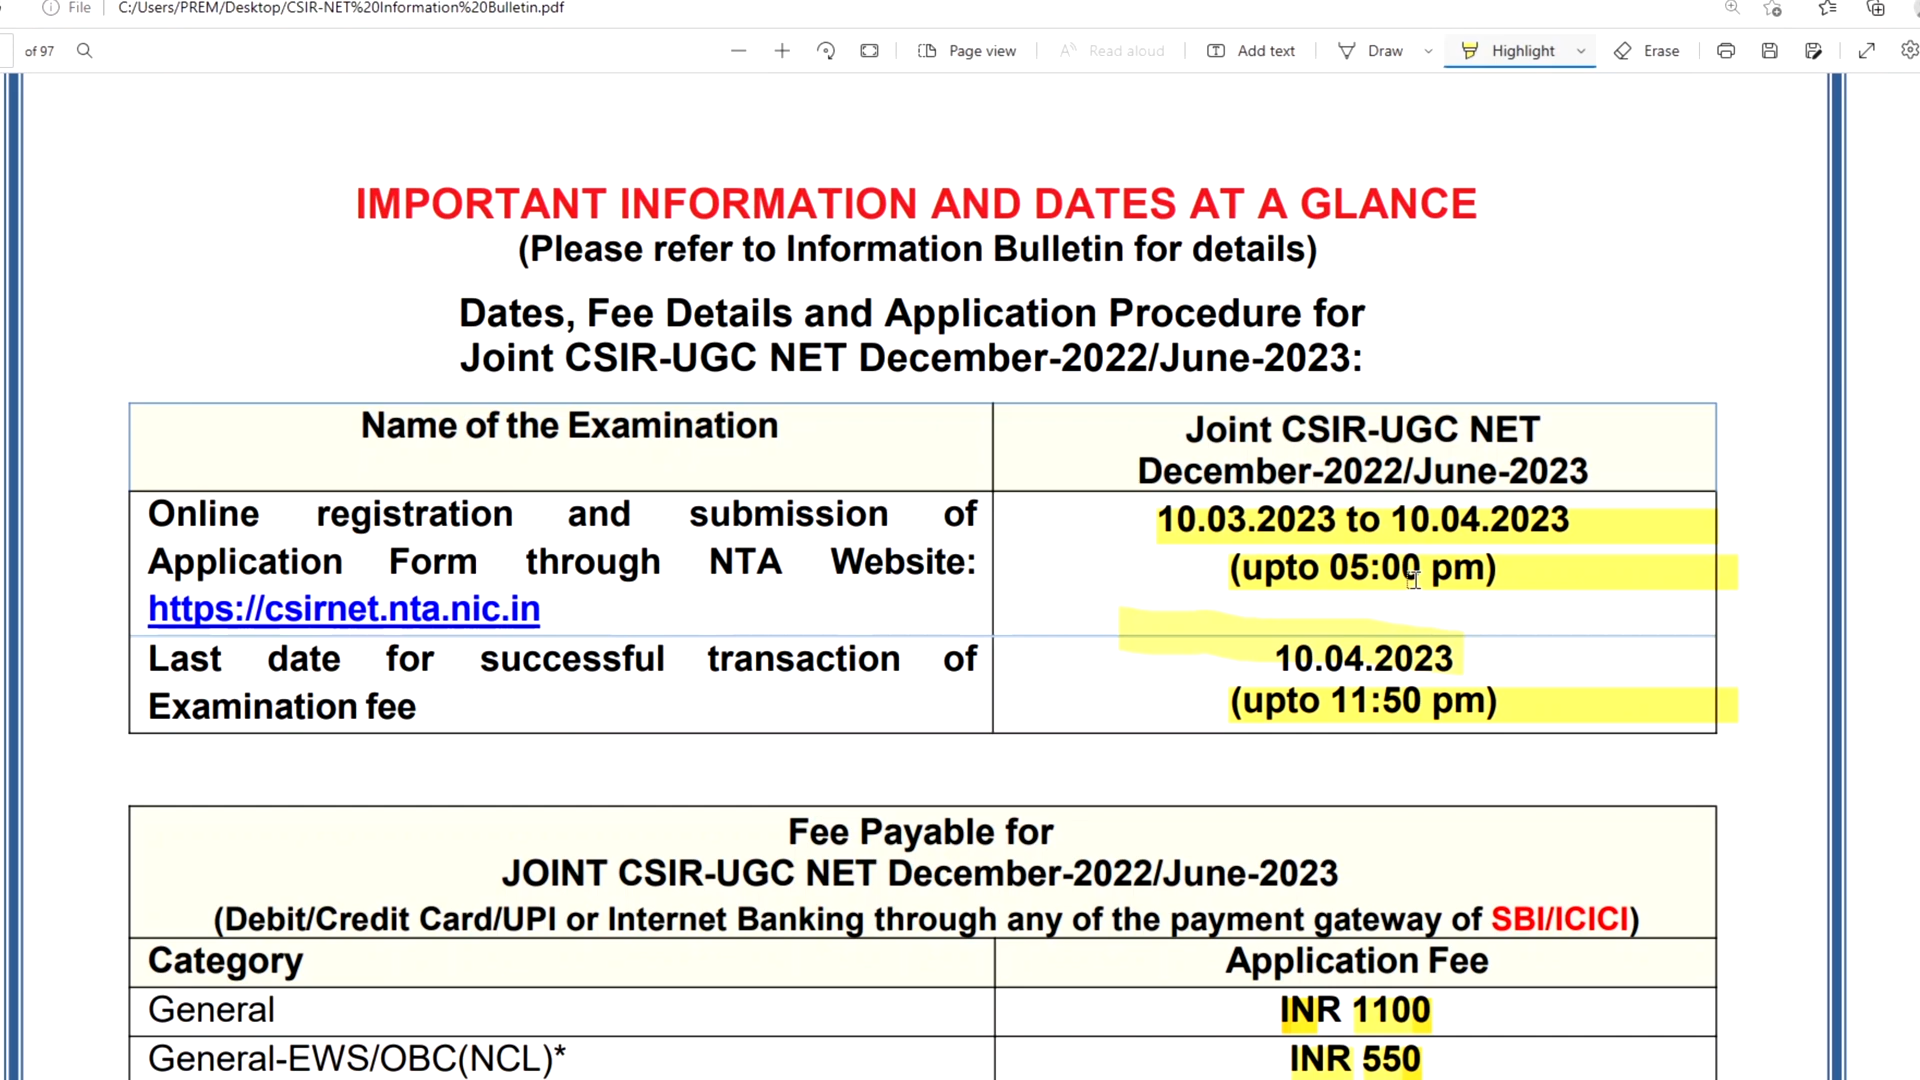 File C:/Users/PREM/Desktop/CSIR-NET%20Information%20Bulletin.pdf
of 97 Page view Read aloud Add text Draw Highlight Erase
IMPORTANT INFORMATION AND DATES AT A GLANCE
(Please refer to Information Bulletin for details)
Dates, Fee Details and Application Procedure for
Joint CSIR-UGC NET December-2022/June-2023:
Name of the Examination
Joint CSIR-UGC NET
December-2022/June-2023
Online registration and submission of
Application Form through NTA Website:
https://csirnet.nta.nic.in
10.03.2023 to 10.04.2023
(upto 05:00 pm)
Last date for successful transaction of
Examination fee
10.04.2023
(upto 11:50 pm)
Fee Payable for
JOINT CSIR-UGC NET December-2022/June-2023
(Debit/Credit Card/UPI or Internet Banking through any of the payment gateway of SBI/ICICI)
Category Application Fee
General INR 1100
General-EWS/OBC(NCL)* INR 550